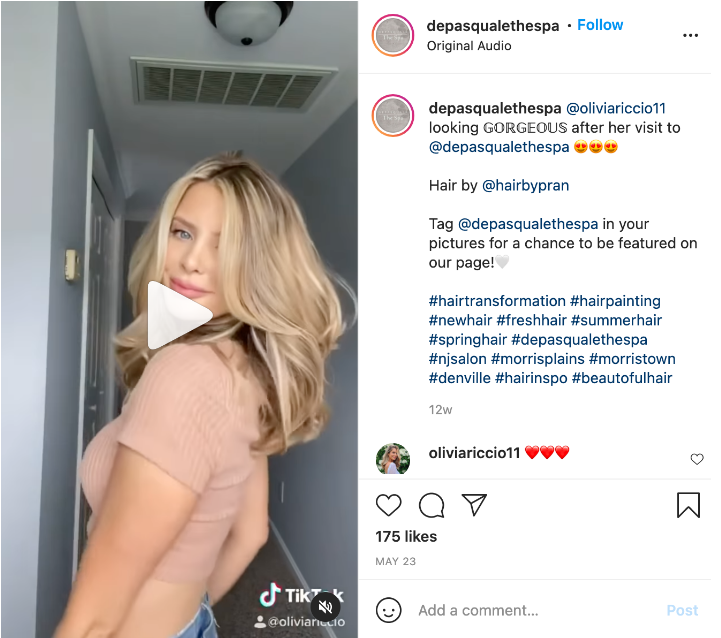 depasqualethespa • Follow
Original Audio
...
depasqualethespa @oliviariccio11
looking 𝔾𝕆ℝ𝔾𝔼𝕆𝕌𝕊 after her visit to
@depasqualethespa 😍😍😍
Hair by @hairbypran
Tag @depasqualethespa in your
pictures for a chance to be featured on
our page!🤍
#hairtransformation #hairpainting
#newhair #freshhair #summerhair
#springhair #depasqualethespa
#njsalon #morrisplains #morristown
#denville #hairinspo #beautofulhair
12w
oliviariccio11 ❤️❤️❤️
175 likes
MAY 23
Add a comment... Post
TikTok
@oliviariccio